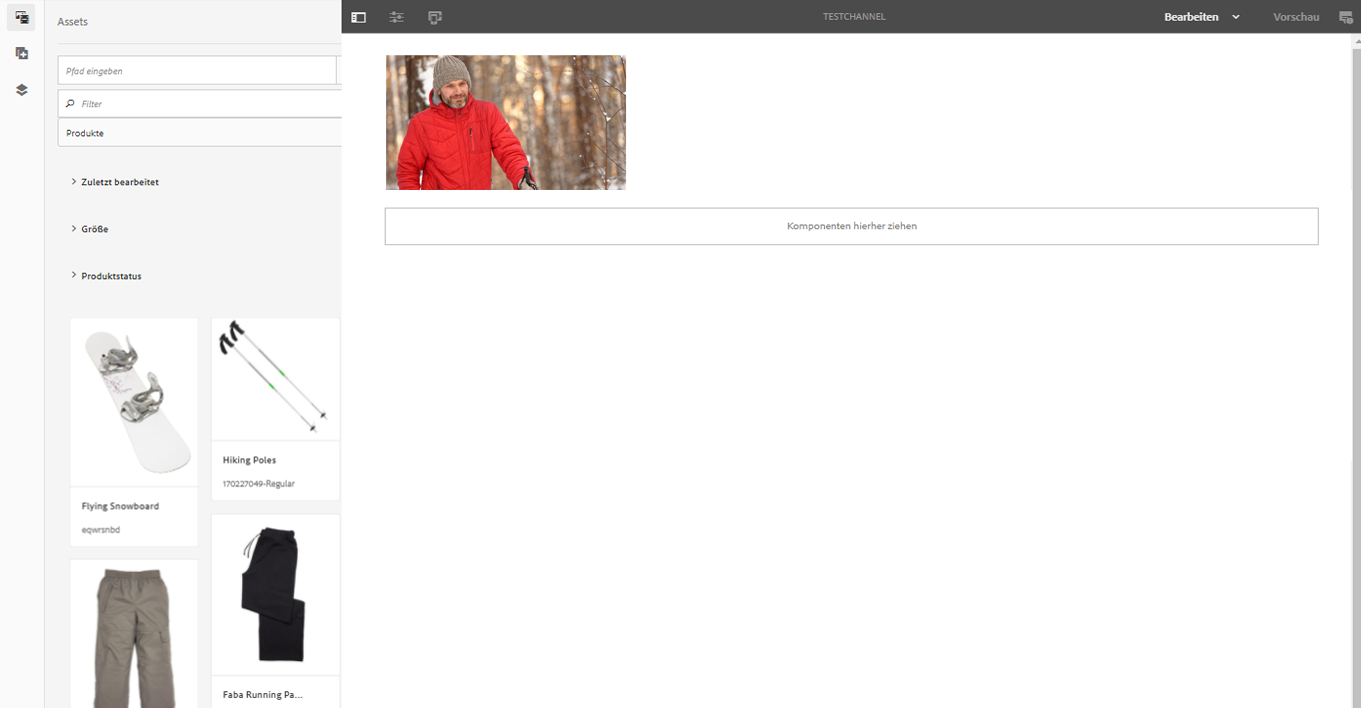 Assets
TESTCHANNEL
Bearbeiten
Vorschau
Pfad eingeben
Filter
Produkte
Zuletzt bearbeitet
Größe
Produktstatus
Komponenten hierher ziehen
Flying Snowboard
eqwrsnbd
Hiking Poles
170227049-Regular
Faba Running Pa...